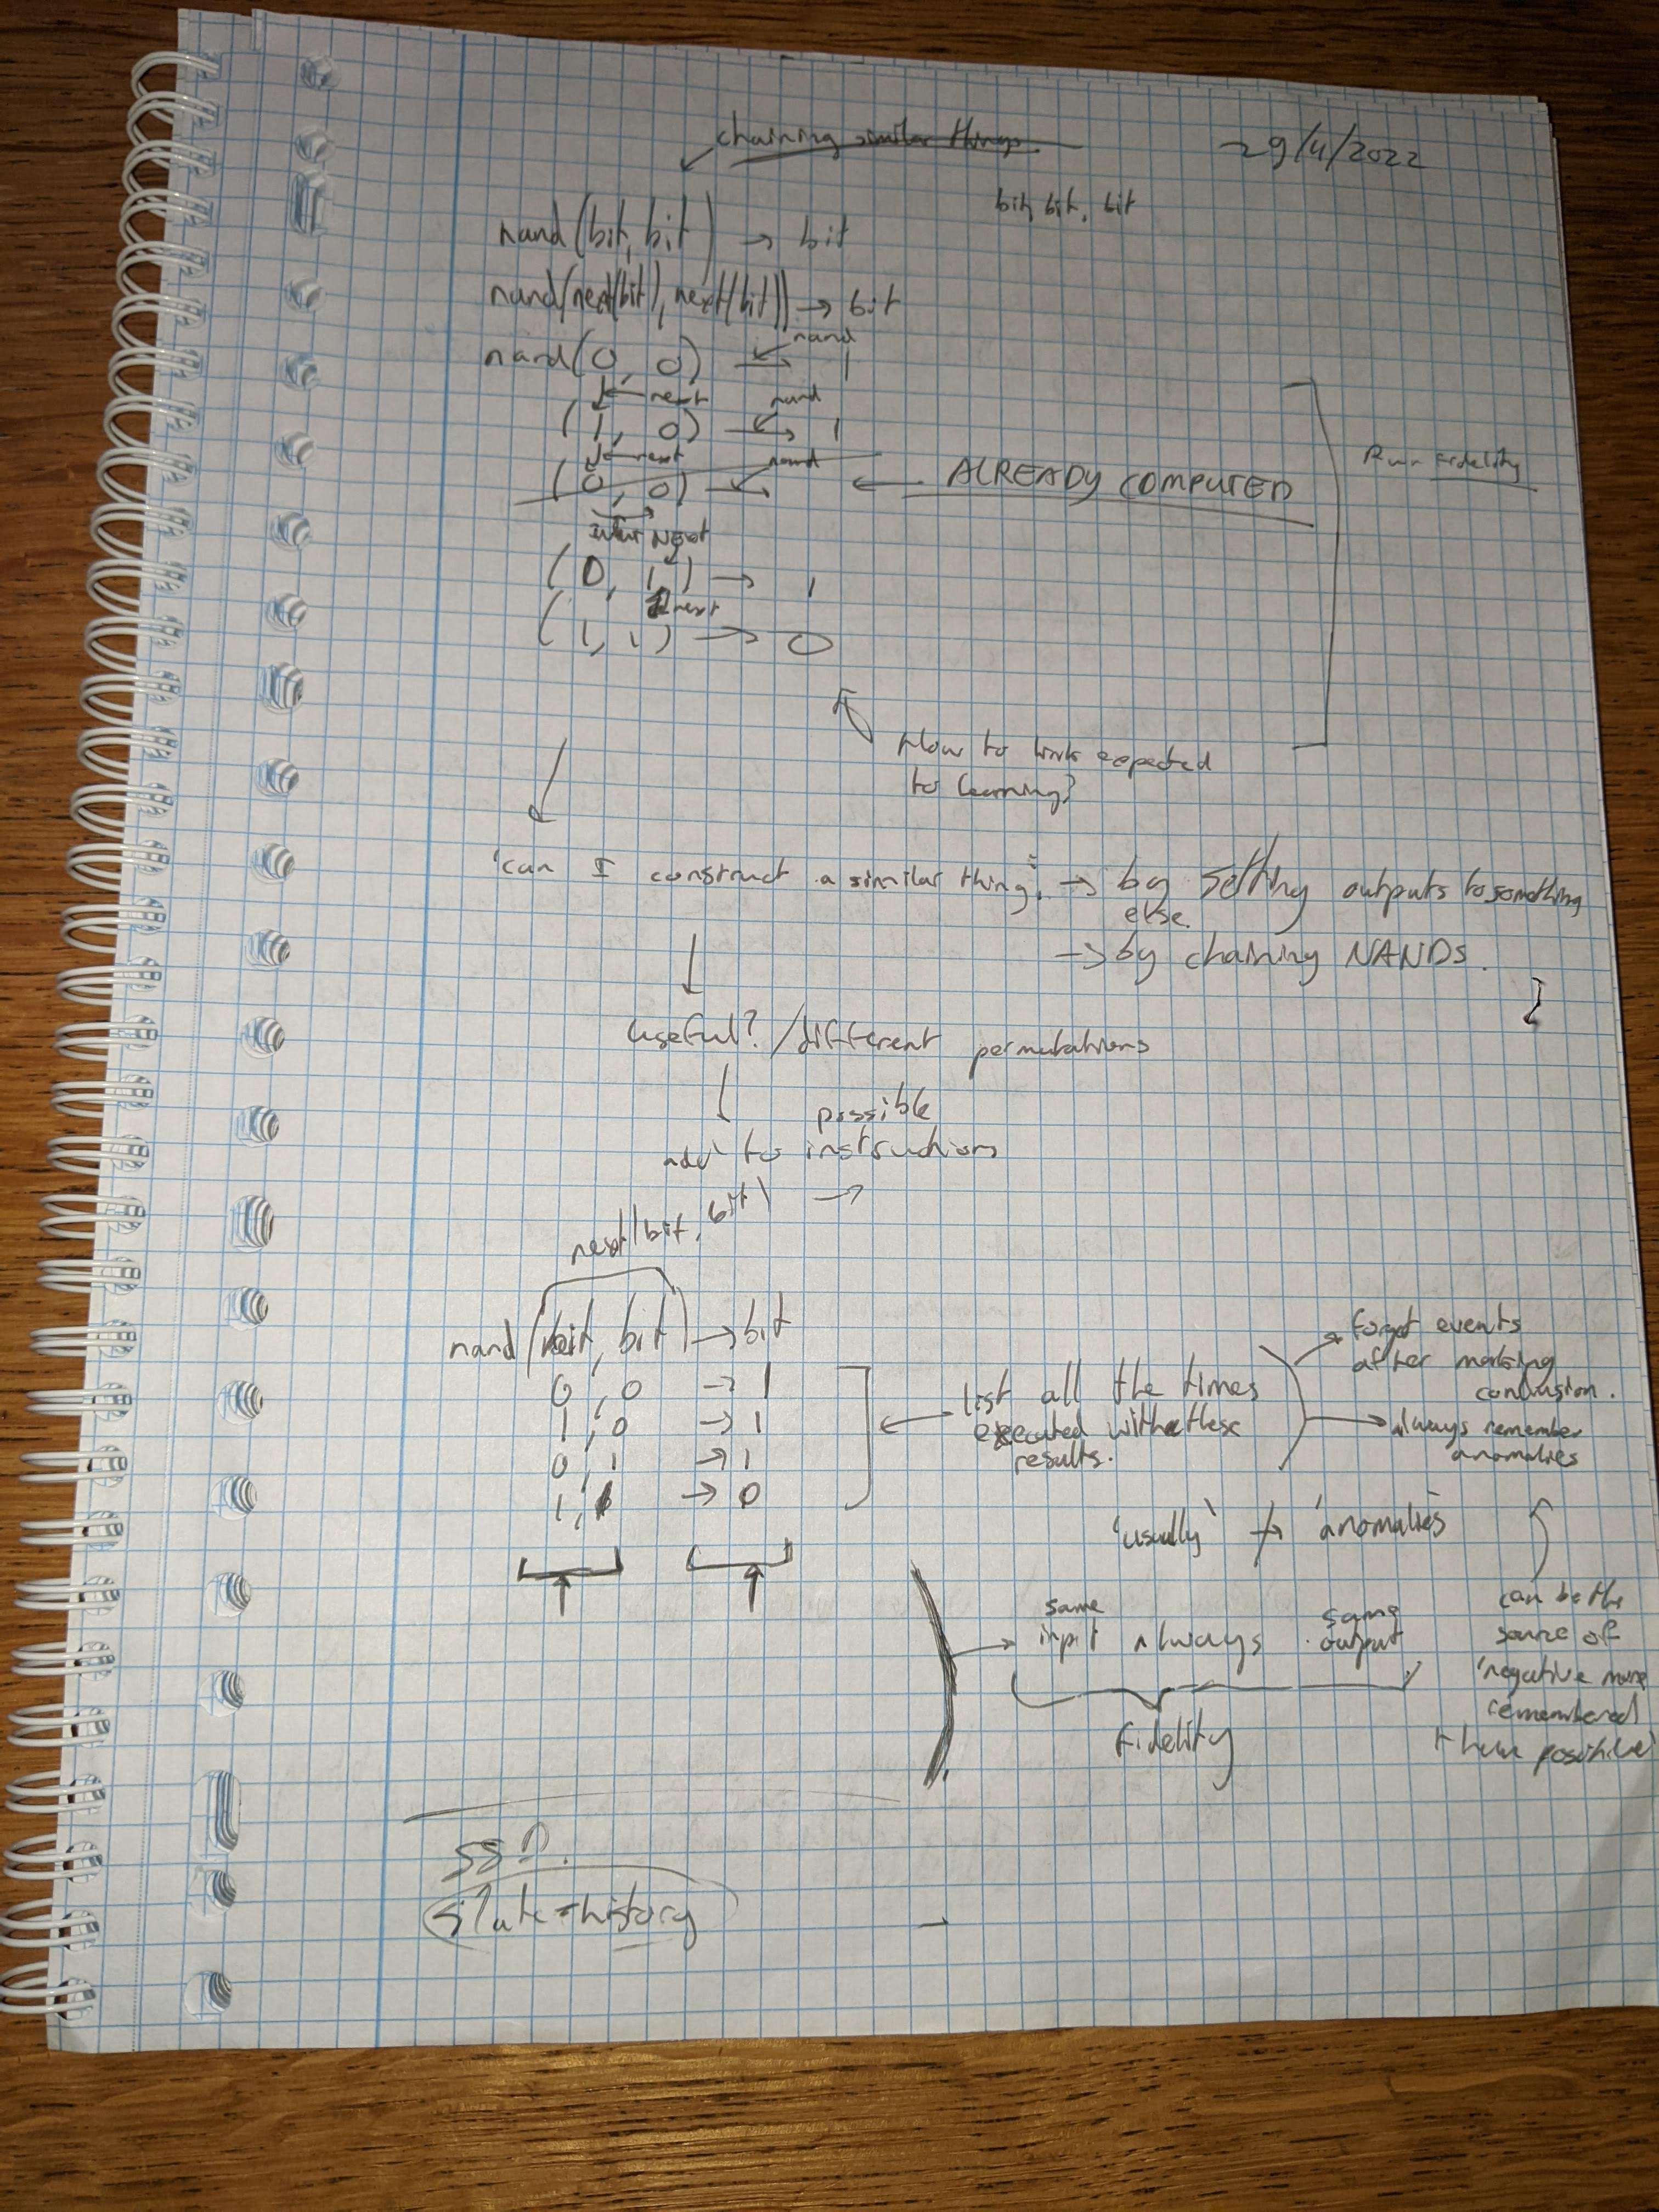 chaining similar things
29/4/2022
bit, bit, bit
nand(bit, bit) → bit
nand(next(bit), next(bit)) → bit
nand
nand(0, 0) → 1
← next nand
(1, 0) → 1
← next nand
(0, 0) → ← ALREADY COMPUTED
Run fidelity
NEXT
(0, 1) → 1
next
(1, 1) → 0
How to link expected
to learning?
'can I construct a similar thing' → by setting outputs to something
else.
→ by chaining NANDS.
useful? / different permutations
possible
add to instructions
next(bit, bit) →
nand(bit, bit) → bit
0, 0 → 1
1, 0 → 1
0, 1 → 1
1, 1 → 0
list all the times
executed with these
results.
forget events
after making
conclusion.
always remember
anomalies
'usually' → 'anomalies'
same input always same output
fidelity
can be the
source of
'negative more
remembered
than positive'
SSD.
state = history